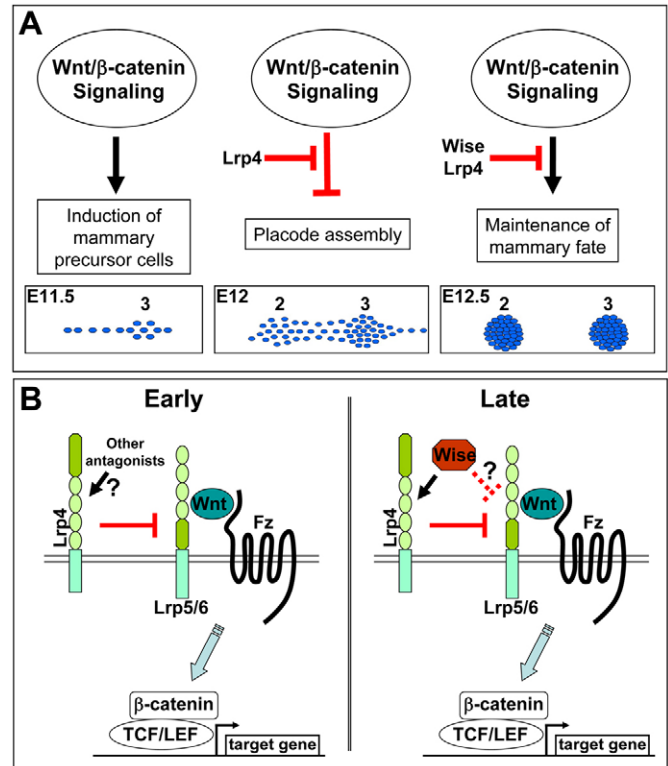 A
Wnt/β-catenin
Signaling
Induction of
mammary
precursor cells
E11.5
3
Wnt/β-catenin
Signaling
Lrp4
Placode assembly
E12
2
3
Wnt/β-catenin
Signaling
Wise
Lrp4
Maintenance of
mammary fate
E12.5
2
3
B
Early
Other
antagonists
?
Lrp4
Wnt
Fz
Lrp5/6
β-catenin
TCF/LEF
target gene
Late
Wise
?
Lrp4
Wnt
Fz
Lrp5/6
β-catenin
TCF/LEF
target gene